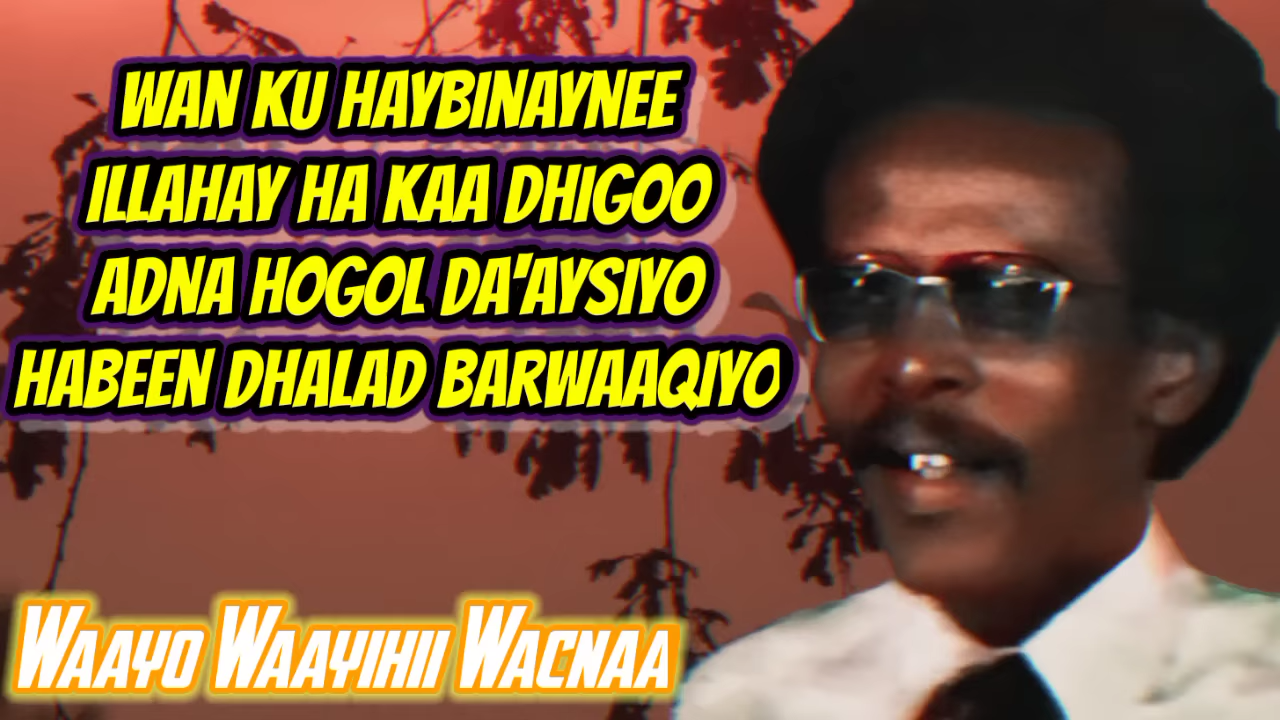 WAN KU HAYBINAYNEE
ILLAHAY HA KAA DHIGOO
ADNA HOGOL DA'AYSIYO
HABEEN DHALAD BARWAAQIYO
WAAYO WAAYIHII WACNAA